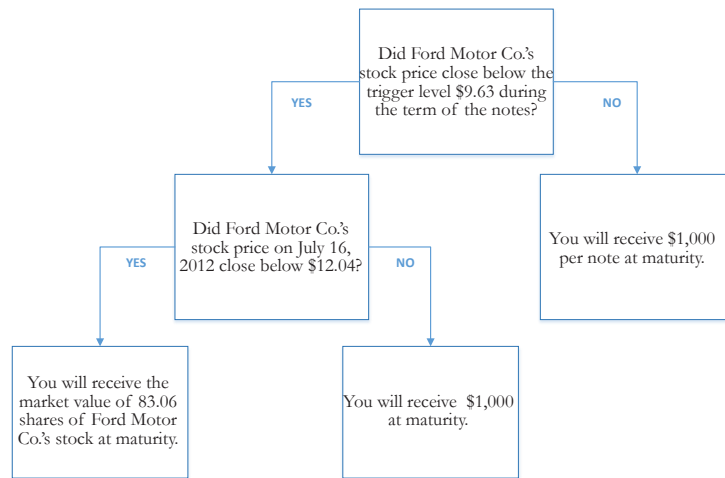 Did Ford Motor Co.'s
stock price close below the
trigger level $9.63 during
the term of the notes?
YES
NO
Did Ford Motor Co.'s
stock price on July 16,
2012 close below $12.04?
You will receive $1,000
per note at maturity.
YES
NO
You will receive the
market value of 83.06
shares of Ford Motor
Co.'s stock at maturity.
You will receive $1,000
at maturity.